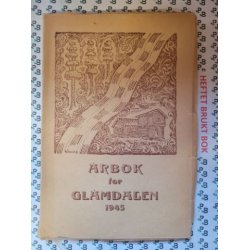 ÅRBOK
for
GLÅMDALEN
1945
HEFTET BRUKT BOK